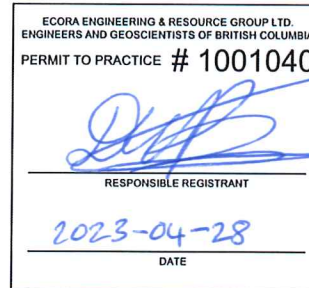 ECORA ENGINEERING & RESOURCE GROUP LTD.
ENGINEERS AND GEOSCIENTISTS OF BRITISH COLUMBIA
PERMIT TO PRACTICE # 1001040
RESPONSIBLE REGISTRANT
2023-04-28
DATE